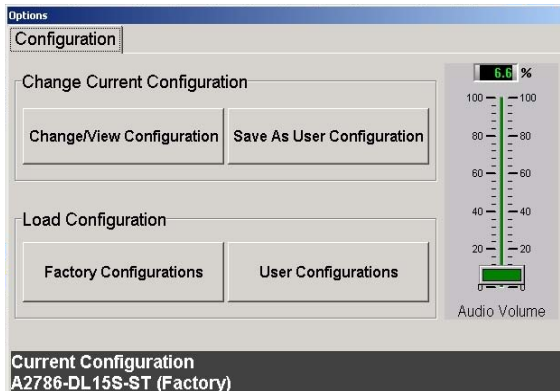 Options
Configuration
Change Current Configuration
Change/View Configuration
Save As User Configuration
Load Configuration
Factory Configurations
User Configurations
6.6 %
100 100
80 80
60 60
40 40
20 20
0 0
Audio Volume
Current Configuration
A2786-DL15S-ST (Factory)